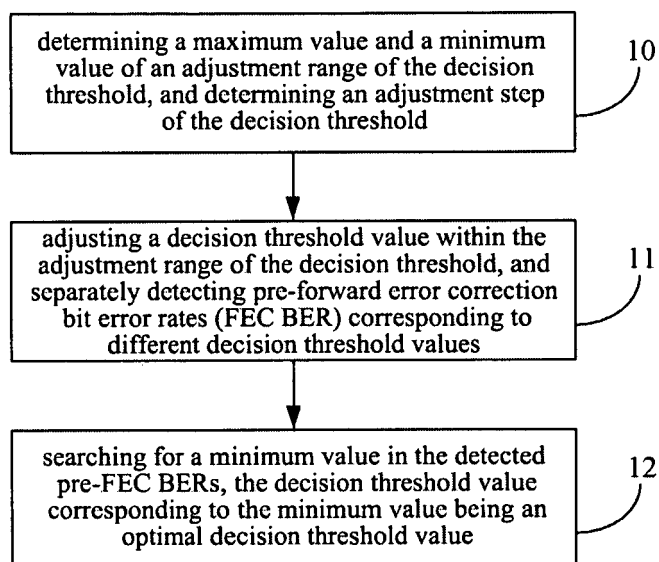 determining a maximum value and a minimum
value of an adjustment range of the decision
threshold, and determining an adjustment step
of the decision threshold
10
adjusting a decision threshold value within the
adjustment range of the decision threshold, and
separately detecting pre-forward error correction
bit error rates (FEC BER) corresponding to
different decision threshold values
11
searching for a minimum value in the detected
pre-FEC BERs, the decision threshold value
corresponding to the minimum value being an
optimal decision threshold value
12